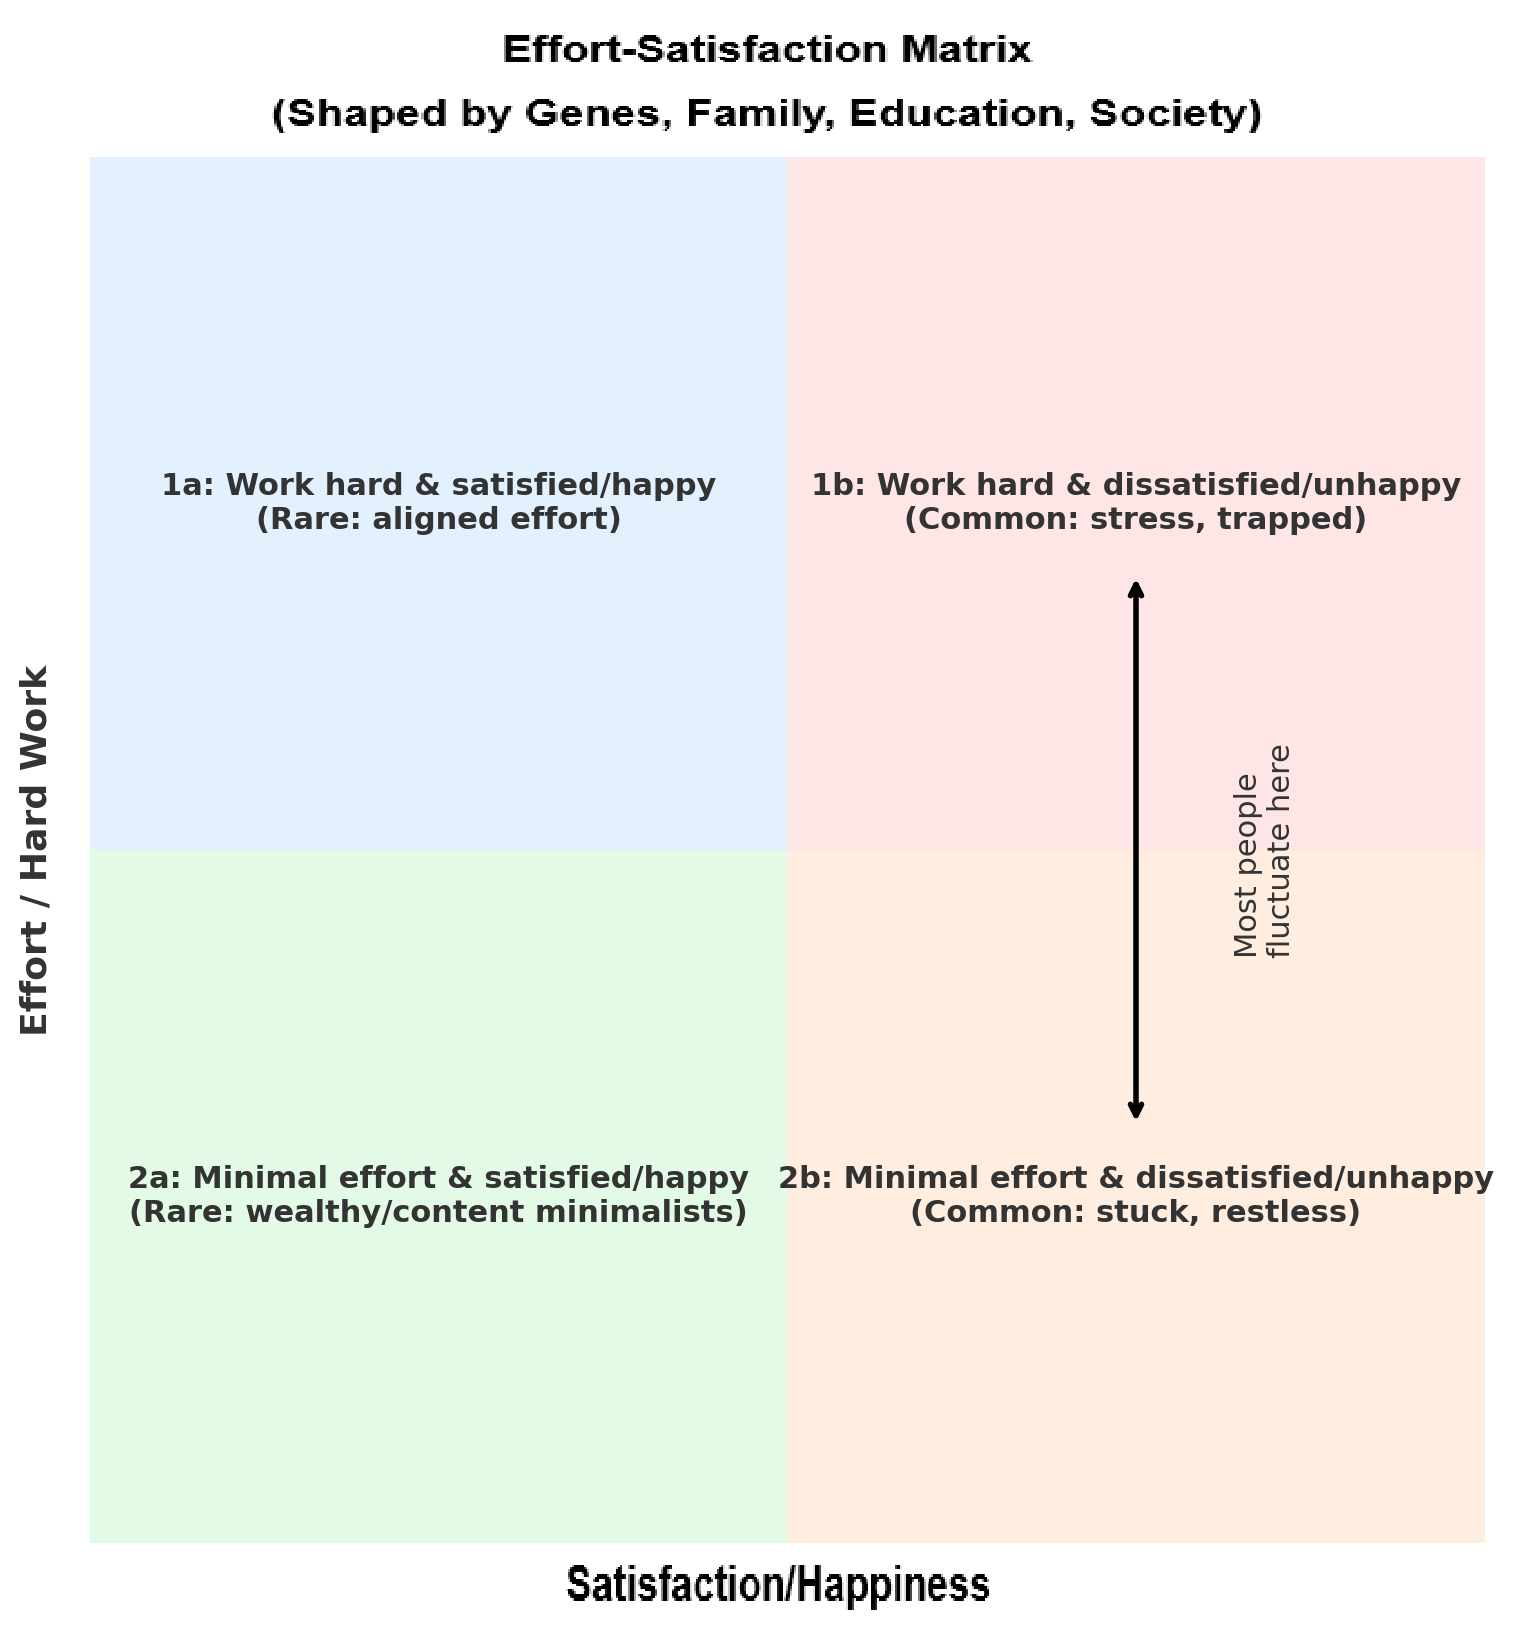 Effort-Satisfaction Matrix
(Shaped by Genes, Family, Education, Society)
Effort / Hard Work
1a: Work hard & satisfied/happy
(Rare: aligned effort)
1b: Work hard & dissatisfied/unhappy
(Common: stress, trapped)
Most people
fluctuate here
2a: Minimal effort & satisfied/happy
(Rare: wealthy/content minimalists)
2b: Minimal effort & dissatisfied/unhappy
(Common: stuck, restless)
Satisfaction/Happiness